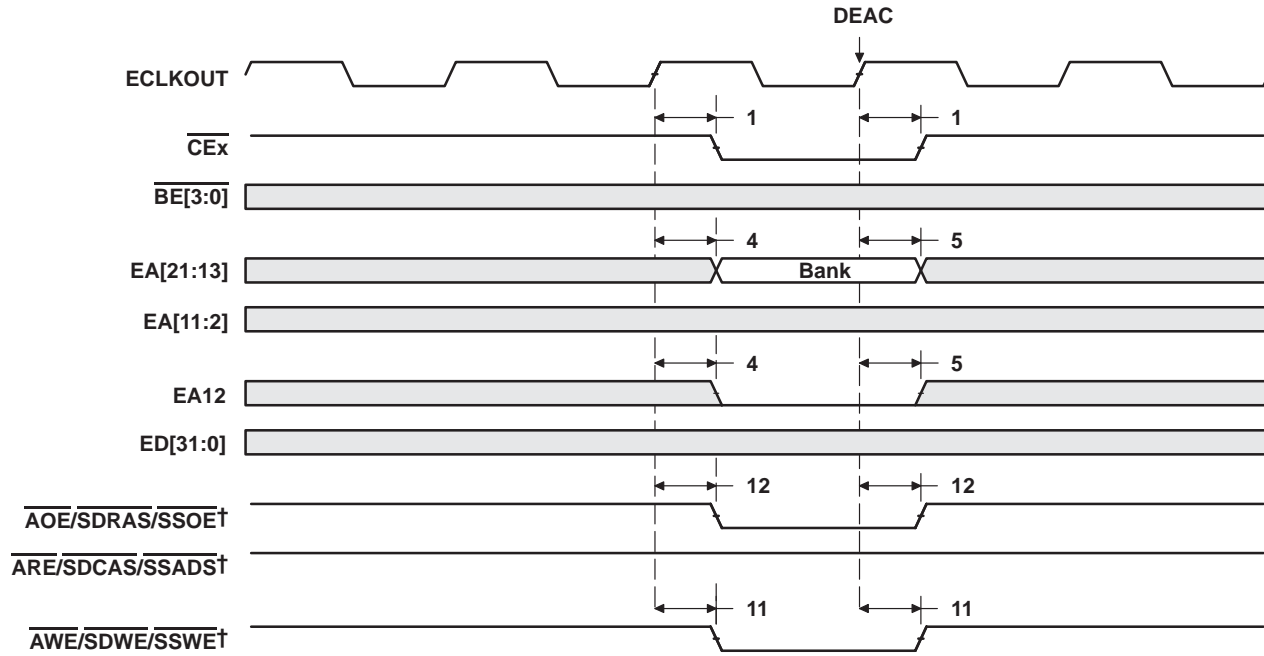 DEAC
ECLKOUT
1 1
CEx
BE[3:0]
4 5
EA[21:13] Bank
EA[11:2]
4 5
EA12
ED[31:0]
12 12
AOE/SDRAS/SSOE†
ARE/SDCAS/SSADS†
11 11
AWE/SDWE/SSWE†